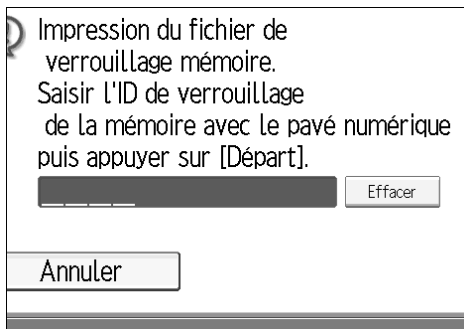 Impression du fichier de
verrouillage mémoire.
Saisir l'ID de verrouillage
de la mémoire avec le pavé numérique
puis appuyer sur [Départ].
_ _ _ _
Effacer
Annuler